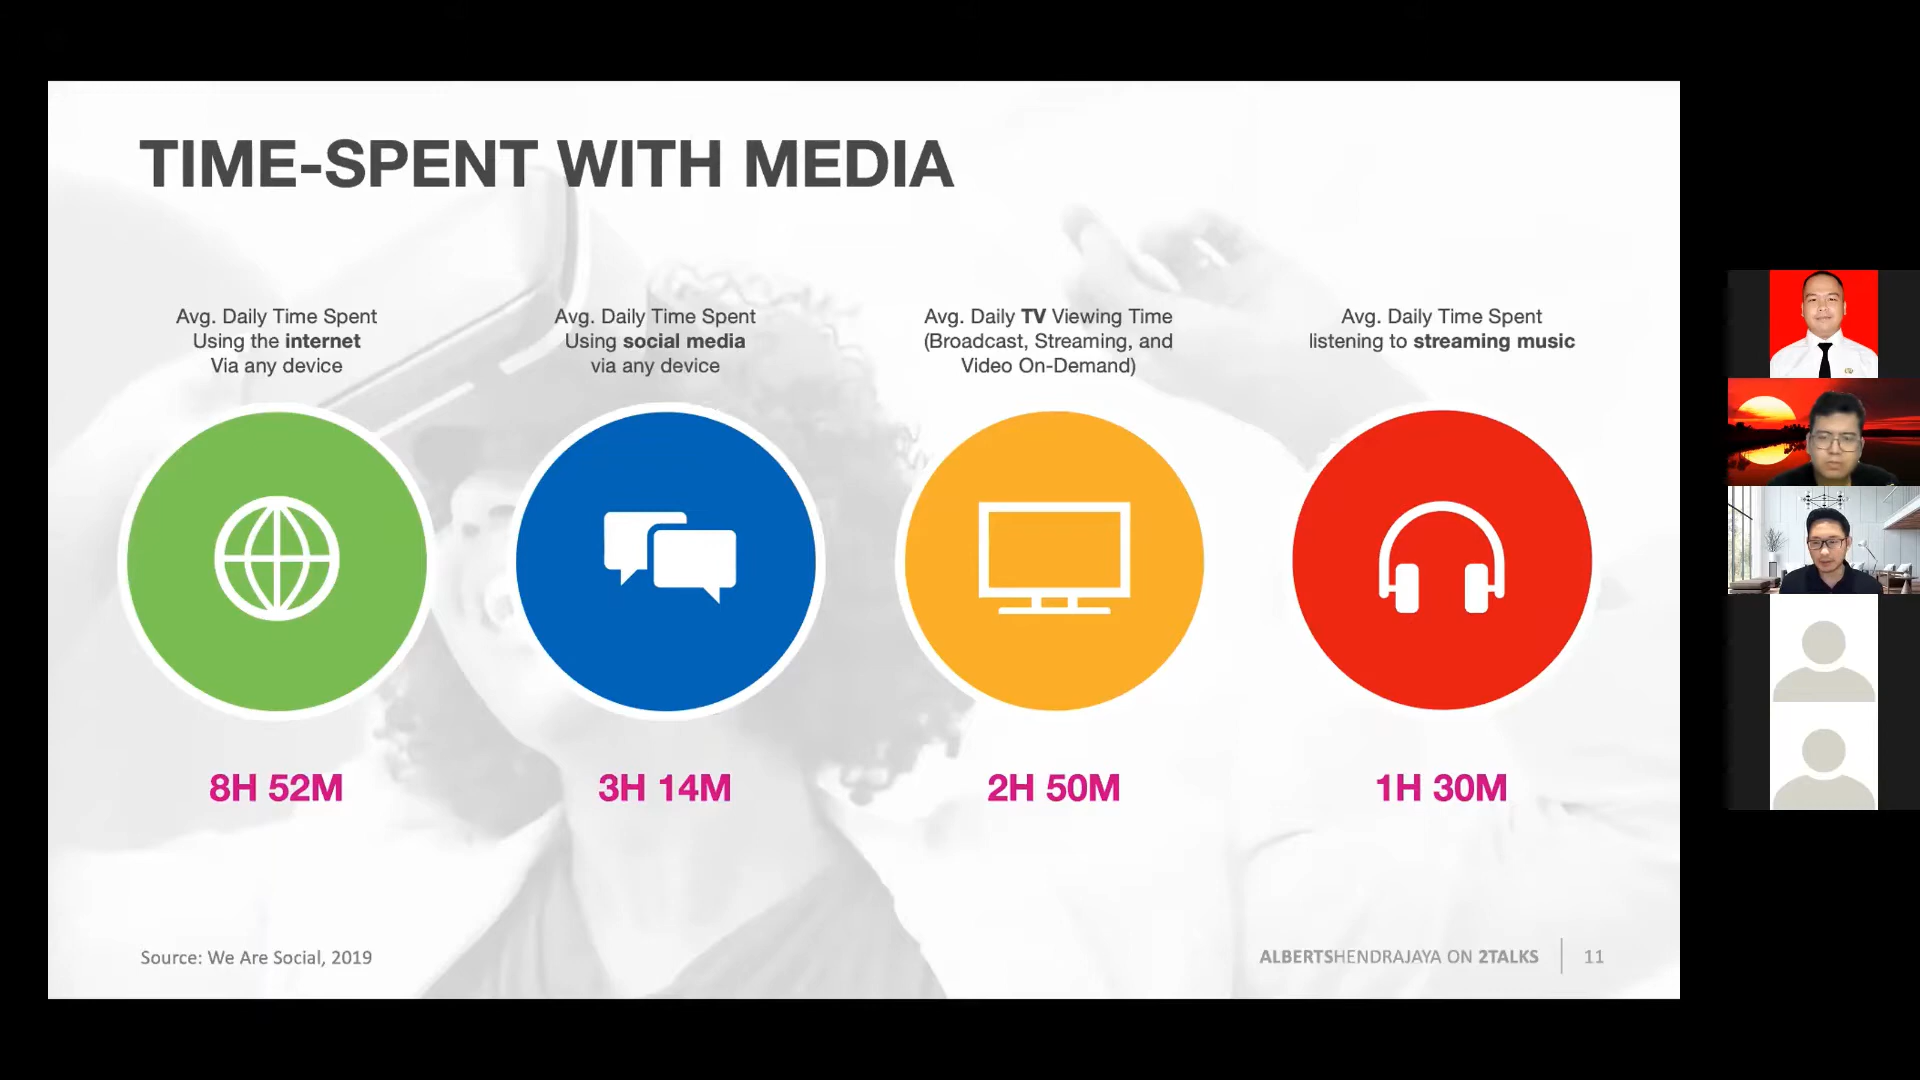 TIME-SPENT WITH MEDIA
Avg. Daily Time Spent
Using the internet
Via any device
8H 52M
Avg. Daily Time Spent
Using social media
via any device
3H 14M
Avg. Daily TV Viewing Time
(Broadcast, Streaming, and
Video On-Demand)
2H 50M
Avg. Daily Time Spent
listening to streaming music
1H 30M
Source: We Are Social, 2019
ALBERTSHENDRAJAYA ON 2TALKS
11